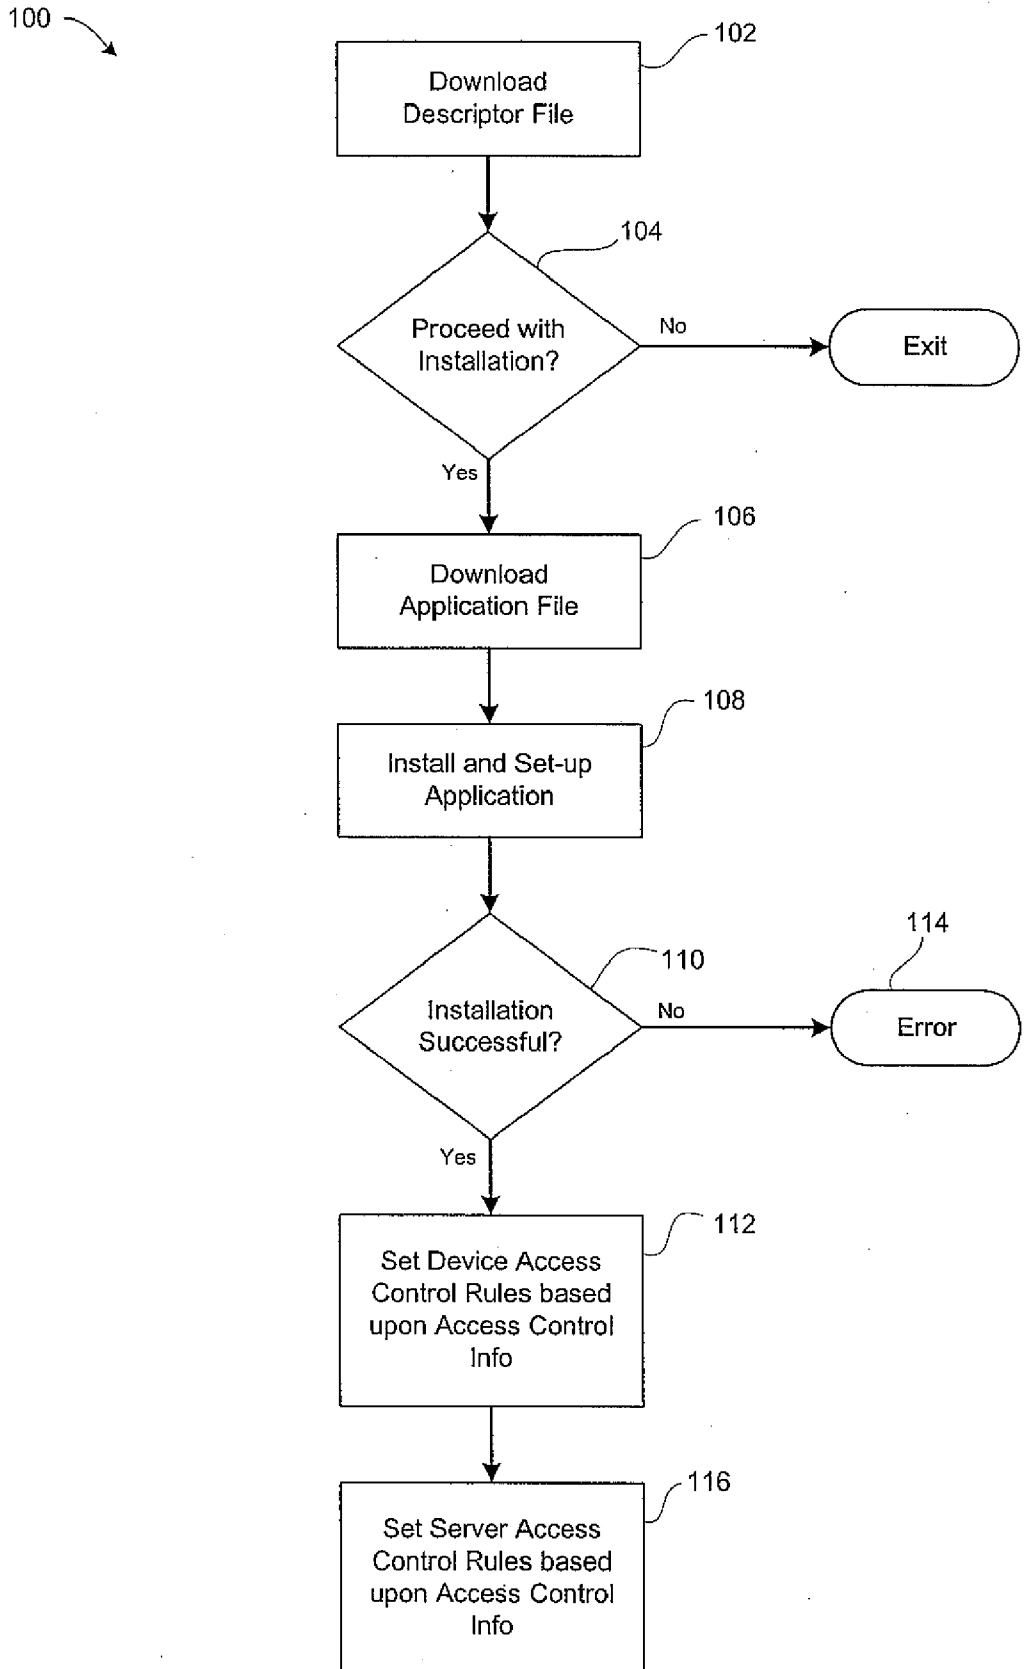 100
102
Download
Descriptor File
104
Proceed with
Installation?
No
Exit
Yes
106
Download
Application File
108
Install and Set-up
Application
110
114
Installation
Successful?
No
Error
Yes
112
Set Device Access
Control Rules based
upon Access Control
Info
116
Set Server Access
Control Rules based
upon Access Control
Info